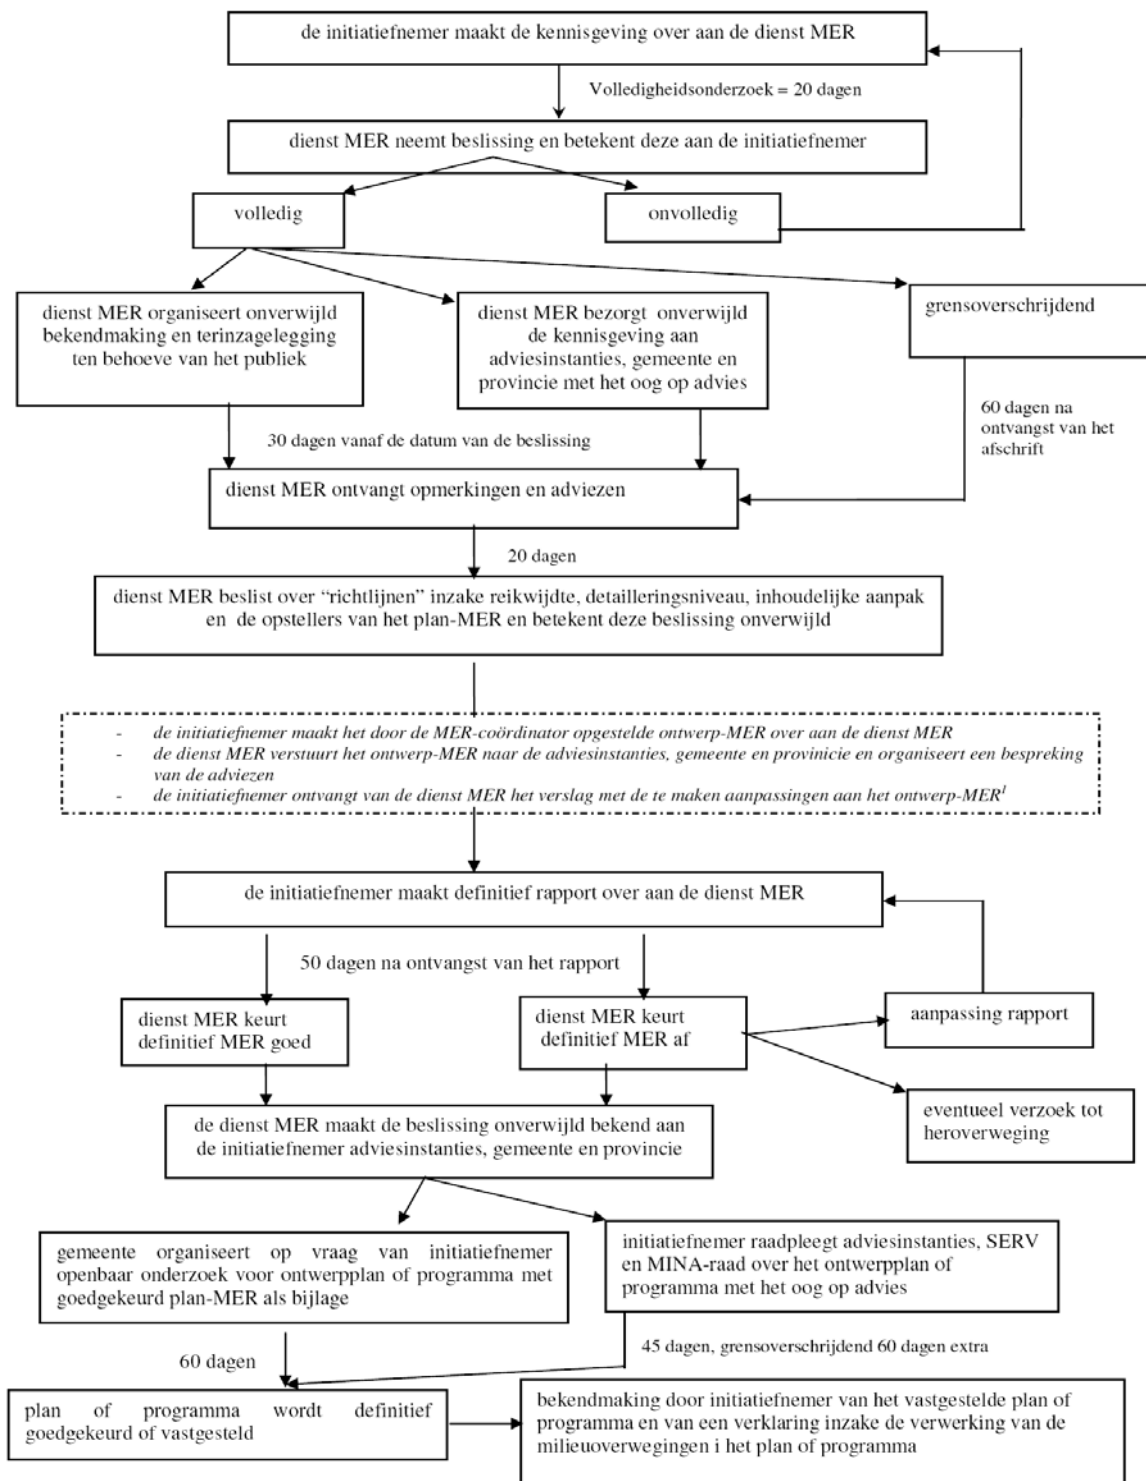 de initiatiefnemer maakt de kennisgeving over aan de dienst MER
Volledigheidsonderzoek = 20 dagen
dienst MER neemt beslissing en betekent deze aan de initiatiefnemer
volledig
onvolledig
dienst MER organiseert onverwijld
bekendmaking en terinzagelegging
ten behoeve van het publiek
dienst MER bezorgt onverwijld
de kennisgeving aan
adviesinstanties, gemeente en
provincie met het oog op advies
grensoverschrijdend
30 dagen vanaf de datum van de beslissing
60 dagen na
ontvangst van het
afschrift
dienst MER ontvangt opmerkingen en adviezen
20 dagen
dienst MER beslist over “richtlijnen” inzake reikwijdte, detailleringsniveau, inhoudelijke aanpak
en de opstellers van het plan-MER en betekent deze beslissing onverwijld
- de initiatiefnemer maakt het door de MER-coördinator opgestelde ontwerp-MER over aan de dienst MER
- de dienst MER verstuurt het ontwerp-MER naar de adviesinstanties, gemeente en provinicie en organiseert een bespreking
van de adviezen
- de initiatiefnemer ontvangt van de dienst MER het verslag met de te maken aanpassingen aan het ontwerp-MER¹
de initiatiefnemer maakt definitief rapport over aan de dienst MER
50 dagen na ontvangst van het rapport
dienst MER keurt
definitief MER goed
dienst MER keurt
definitief MER af
aanpassing rapport
eventueel verzoek tot
heroverweging
de dienst MER maakt de beslissing onverwijld bekend aan
de initiatiefnemer adviesinstanties, gemeente en provincie
gemeente organiseert op vraag van initiatiefnemer
openbaar onderzoek voor ontwerpplan of programma met
goedgekeurd plan-MER als bijlage
initiatiefnemer raadpleegt adviesinstanties, SERV
en MINA-raad over het ontwerpplan of
programma met het oog op advies
60 dagen
45 dagen, grensoverschrijdend 60 dagen extra
plan of programma wordt definitief
goedgekeurd of vastgesteld
bekendmaking door initiatiefnemer van het vastgestelde plan of
programma en van een verklaring inzake de verwerking van de
milieuoverwegingen i het plan of programma